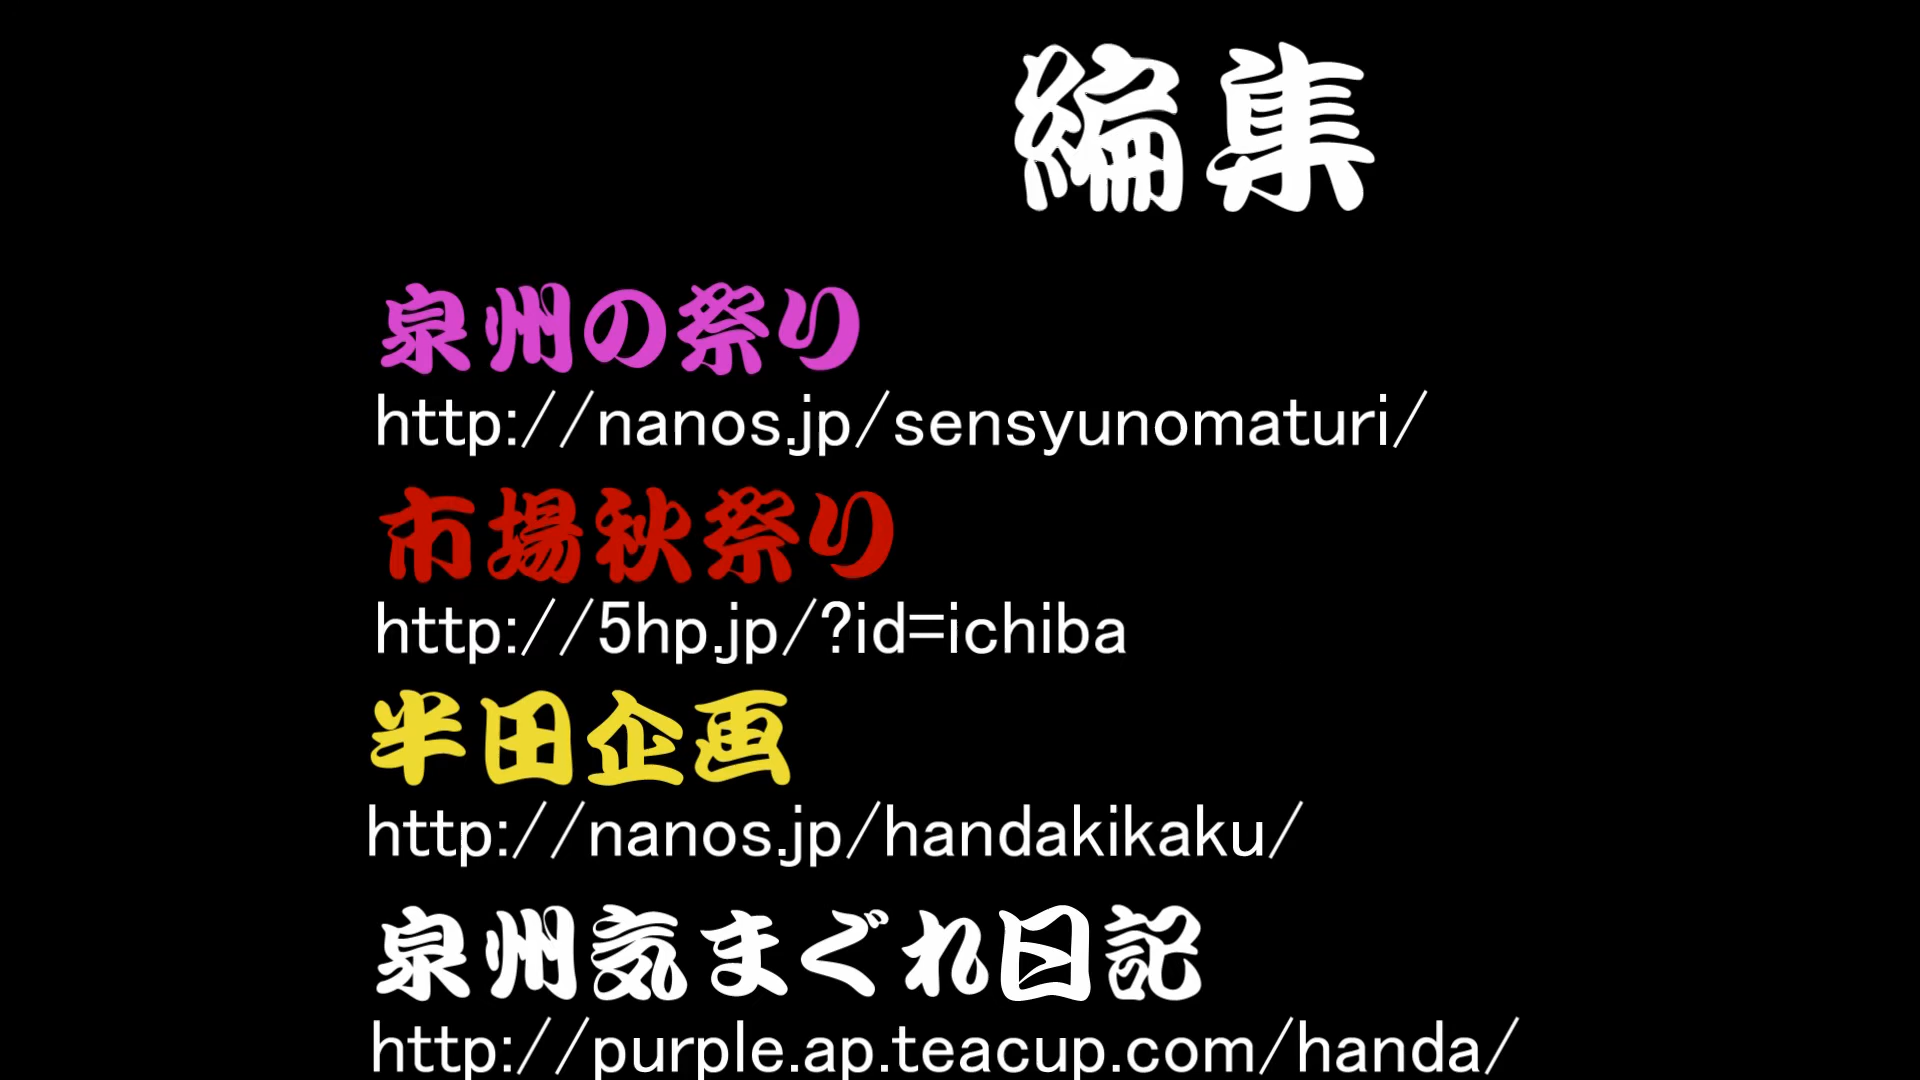 編集
泉州の祭り
http://nanos.jp/sensyunomaturi/
市場秋祭り
http://5hp.jp/?id=ichiba
半田企画
http://nanos.jp/handakikaku/
泉州気まぐれ日記
http://purple.ap.teacup.com/handa/